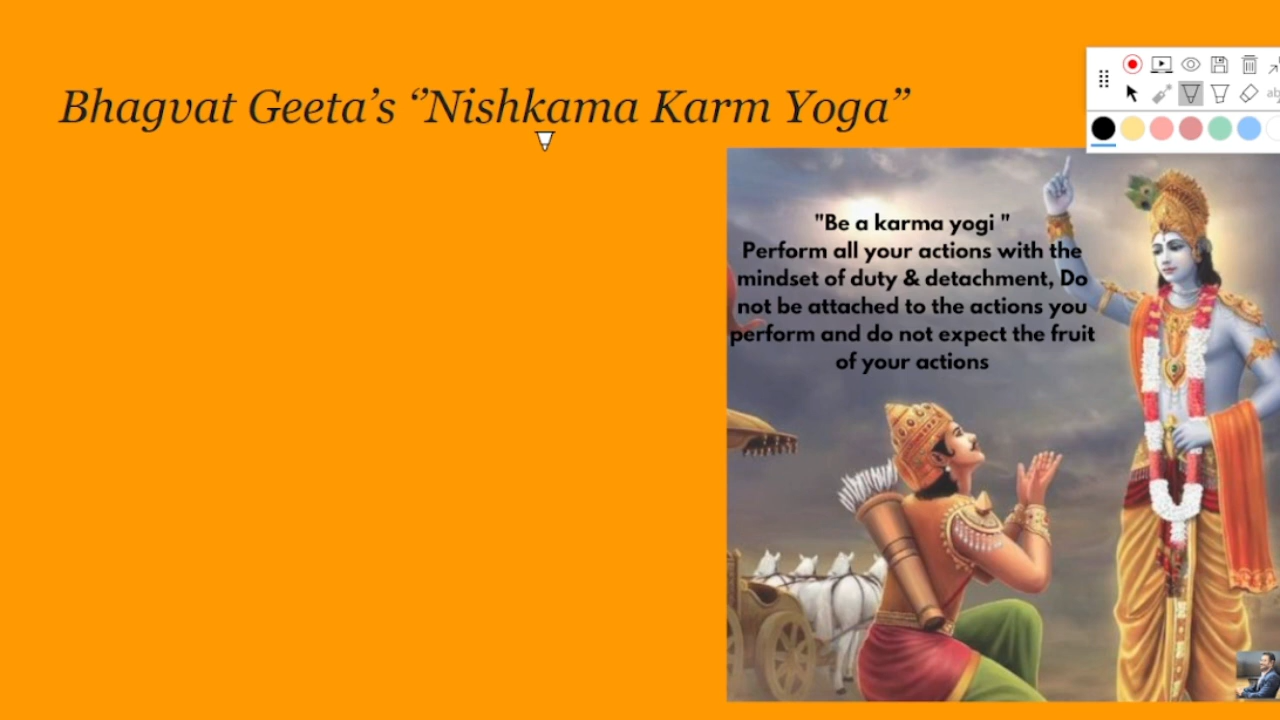 Bhagvat Geeta’s “Nishkama Karm Yoga”
"Be a karma yogi "
Perform all your actions with the
mindset of duty & detachment, Do
not be attached to the actions you
perform and do not expect the fruit
of your actions